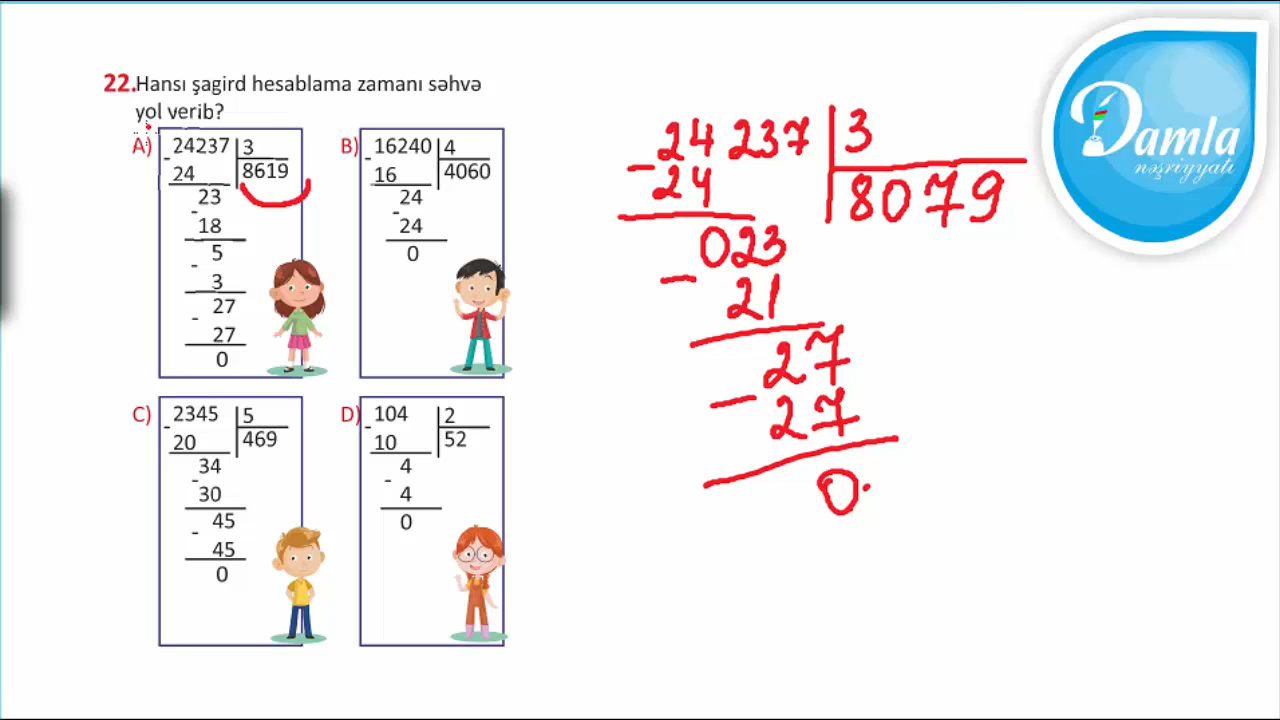 22. Hansı şagird hesablama zamanı səhvə
yol verib?
A) 24237 3
- 24 8619
23
- 18
5
- 3
27
- 27
0
B) 16240 4
- 16 4060
24
- 24
0
C) 2345 5
- 20 469
34
- 30
45
- 45
0
D) 104 2
- 10 52
4
- 4
0
24 237 3
- 24 8079
023
- 21
27
- 27
0.
Damla
nəşriyyatı